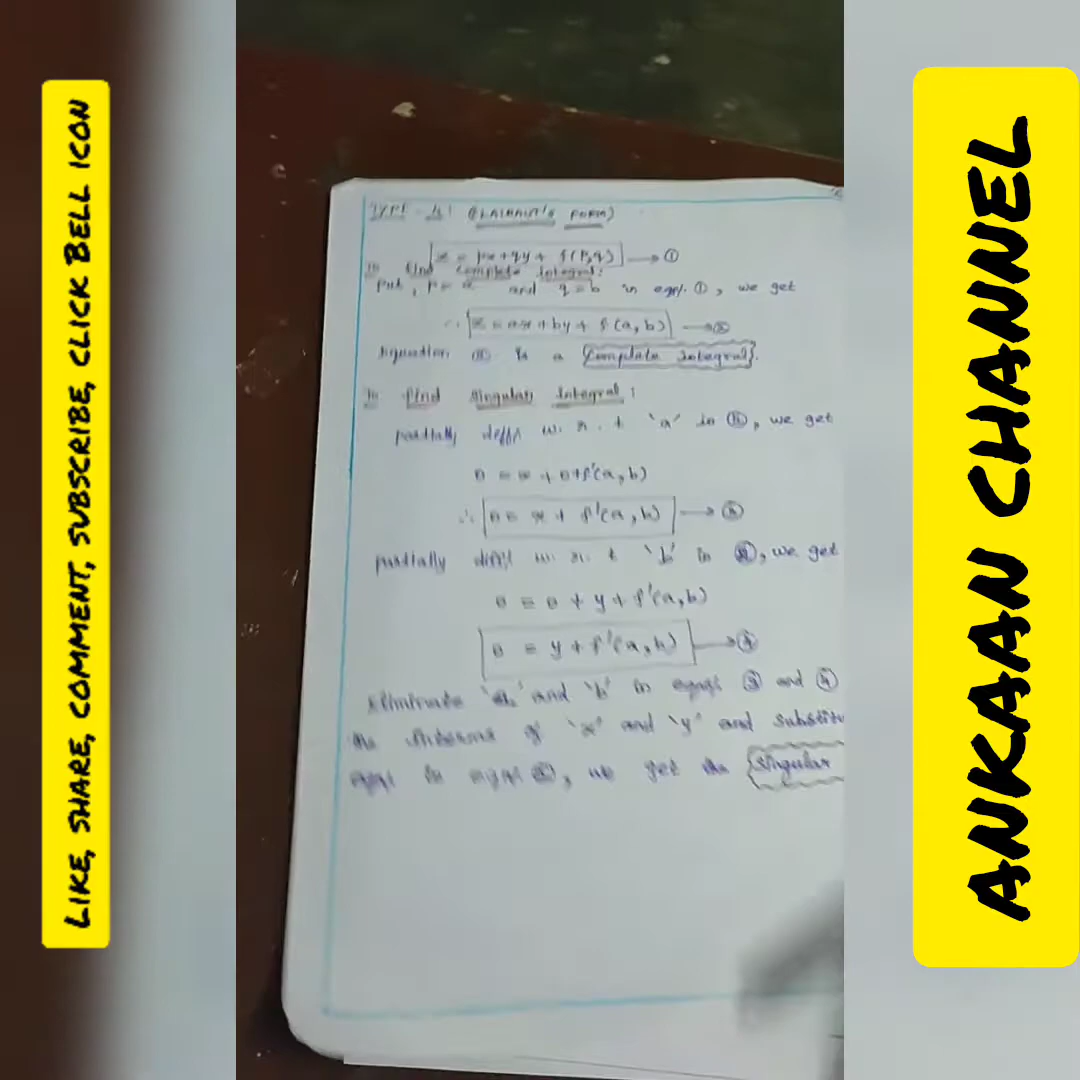 LIKE, SHARE, COMMENT, SUBSCRIBE, CLICK BELL ICON
TYPE - 4: (CLAIRAUT'S FORM)
z = px + qy + f(p,q) → ①
To find Complete Integral:
Put, p = a and q = b in eqn. ①, we get
∴ z = ax + by + f(a,b) → ②
Equation ② is a Complete Integral.
To find Singular Integral:
partially diff. w. r. t 'a' in ②, we get
0 = x + 0 + f'(a,b)
∴ 0 = x + f'(a,b) → ③
partially diff. w. r. t 'b' in ②, we get
0 = 0 + y + f'(a,b)
0 = y + f'(a,b) → ④
Eliminate 'a' and 'b' in eqns ③ and ④
the of 'x' and 'y' and substitu
in eqn ②, we get the Singular
ANKAAN CHANNEL